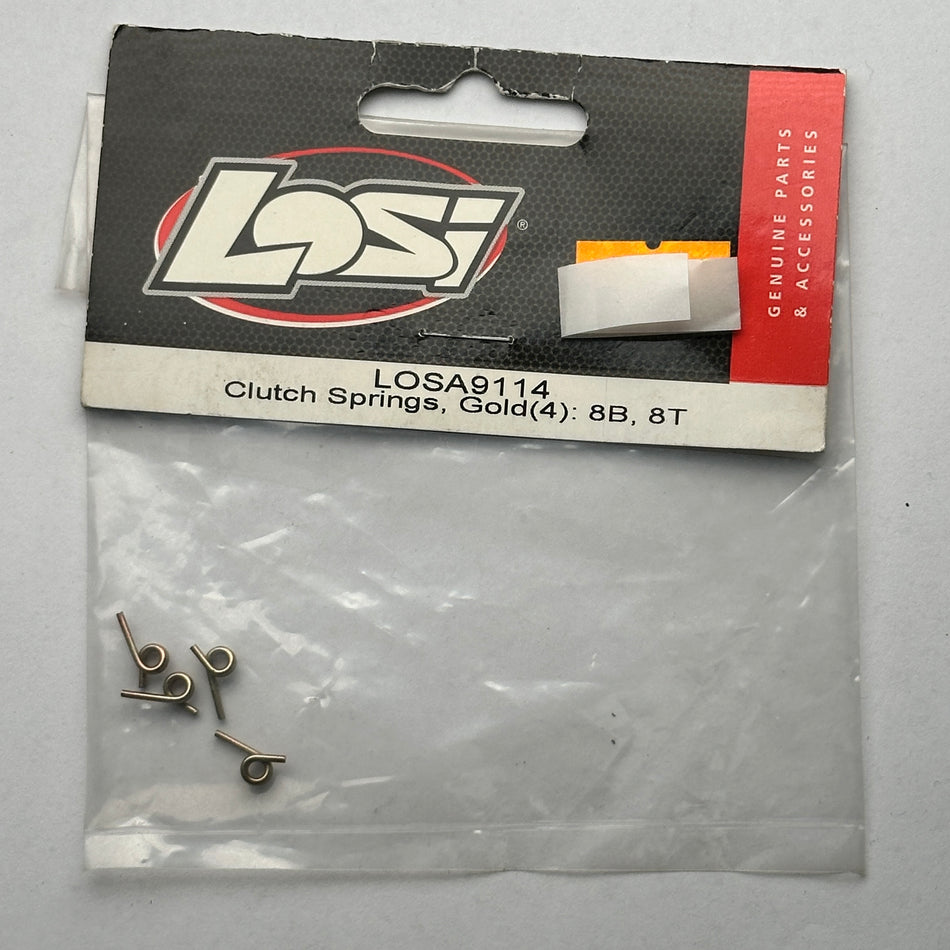 LOSI®
GENUINE PARTS
& ACCESSORIES
LOSA9114
Clutch Springs, Gold(4): 8B, 8T